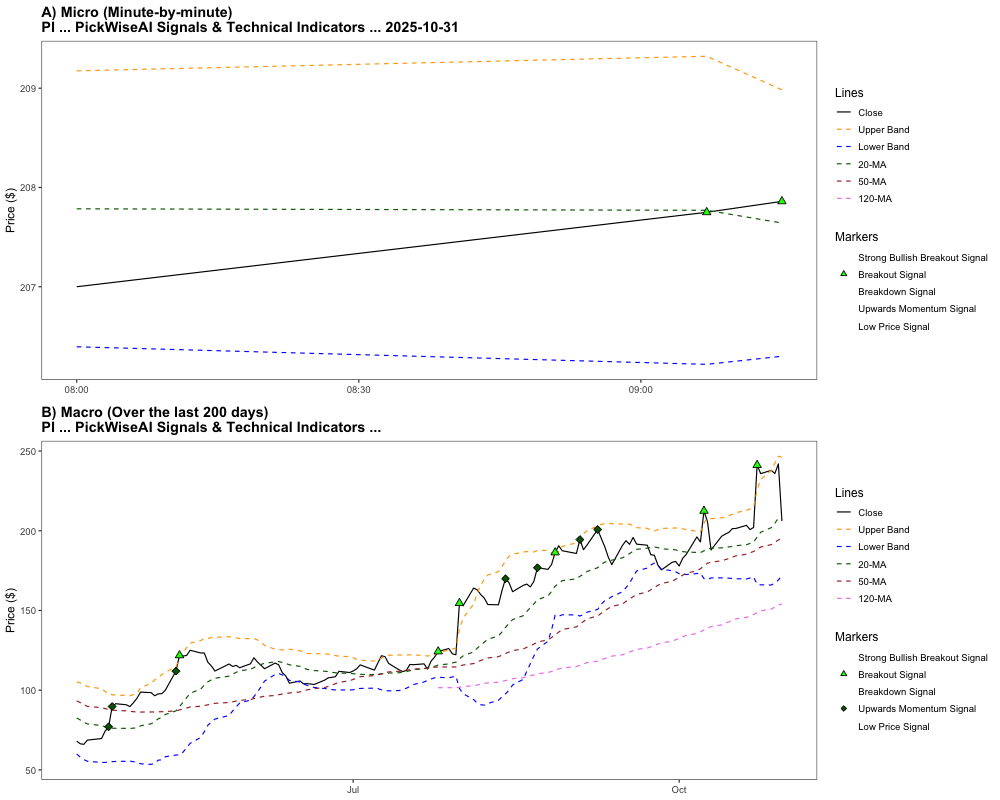 A) Micro (Minute-by-minute)
PI ... PickWiseAI Signals & Technical Indicators ... 2025-10-31
209
208
207
Price ($)
08:00
08:30
09:00
Lines
Close
Upper Band
Lower Band
20-MA
50-MA
120-MA
Markers
Strong Bullish Breakout Signal
Breakout Signal
Breakdown Signal
Upwards Momentum Signal
Low Price Signal
B) Macro (Over the last 200 days)
PI ... PickWiseAI Signals & Technical Indicators ...
250
200
150
100
50
Price ($)
Jul
Oct
Lines
Close
Upper Band
Lower Band
20-MA
50-MA
120-MA
Markers
Strong Bullish Breakout Signal
Breakout Signal
Breakdown Signal
Upwards Momentum Signal
Low Price Signal